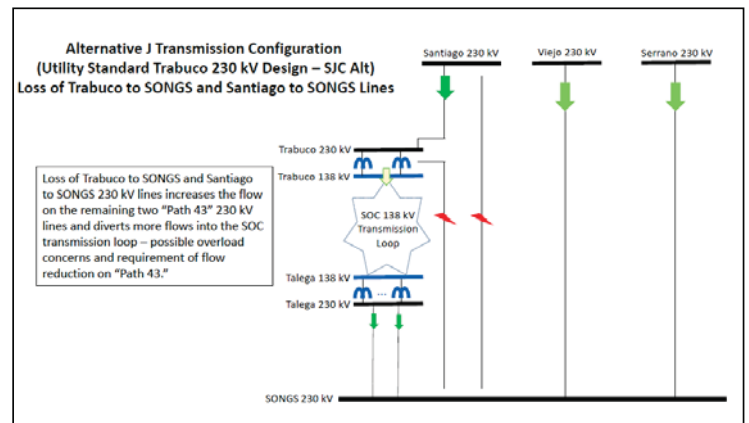 Alternative J Transmission Configuration
(Utility Standard Trabuco 230 kV Design – SJC Alt)
Loss of Trabuco to SONGS and Santiago to SONGS Lines
Santiago 230 kV
Viejo 230 kV
Serrano 230 kV
Trabuco 230 kV
Trabuco 138 kV
Loss of Trabuco to SONGS and Santiago
to SONGS 230 kV lines increases the flow
on the remaining two “Path 43” 230 kV
lines and diverts more flows into the SOC
transmission loop – possible overload
concerns and requirement of flow
reduction on “Path 43.”
SOC 138 kV
Transmission
Loop
Talega 138 kV
...
Talega 230 kV
SONGS 230 kV